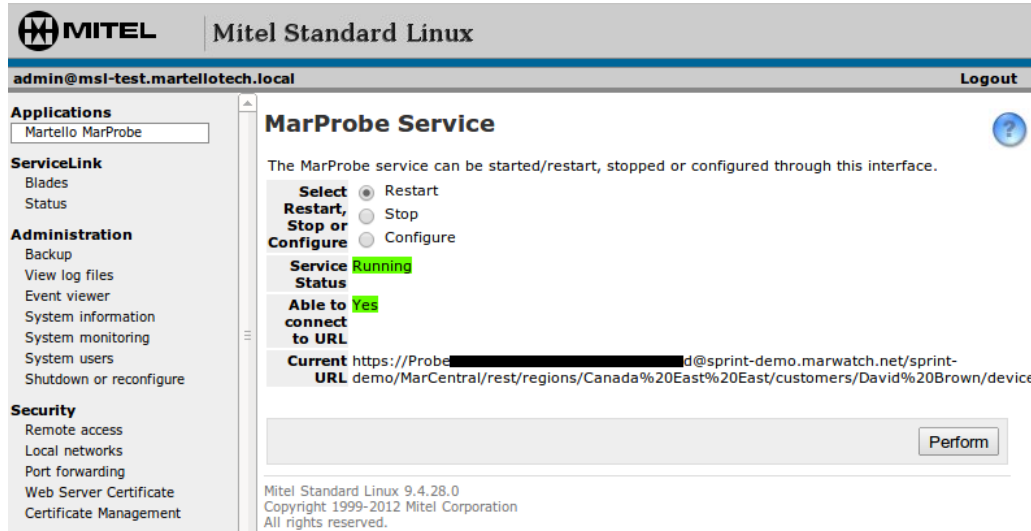 MITEL
Mitel Standard Linux
admin@msl-test.martellotech.local
Logout
Applications
Martello MarProbe
ServiceLink
Blades
Status
Administration
Backup
View log files
Event viewer
System information
System monitoring
System users
Shutdown or reconfigure
Security
Remote access
Local networks
Port forwarding
Web Server Certificate
Certificate Management
MarProbe Service
?
The MarProbe service can be started/restart, stopped or configured through this interface.
Select
Restart,
Stop or
Configure
Restart
Stop
Configure
Service Running
Status
Able to Yes
connect
to URL
Current https://Probe d@sprint-demo.marwatch.net/sprint-
URL demo/MarCentral/rest/regions/Canada%20East%20East/customers/David%20Brown/device
Perform
Mitel Standard Linux 9.4.28.0
Copyright 1999-2012 Mitel Corporation
All rights reserved.